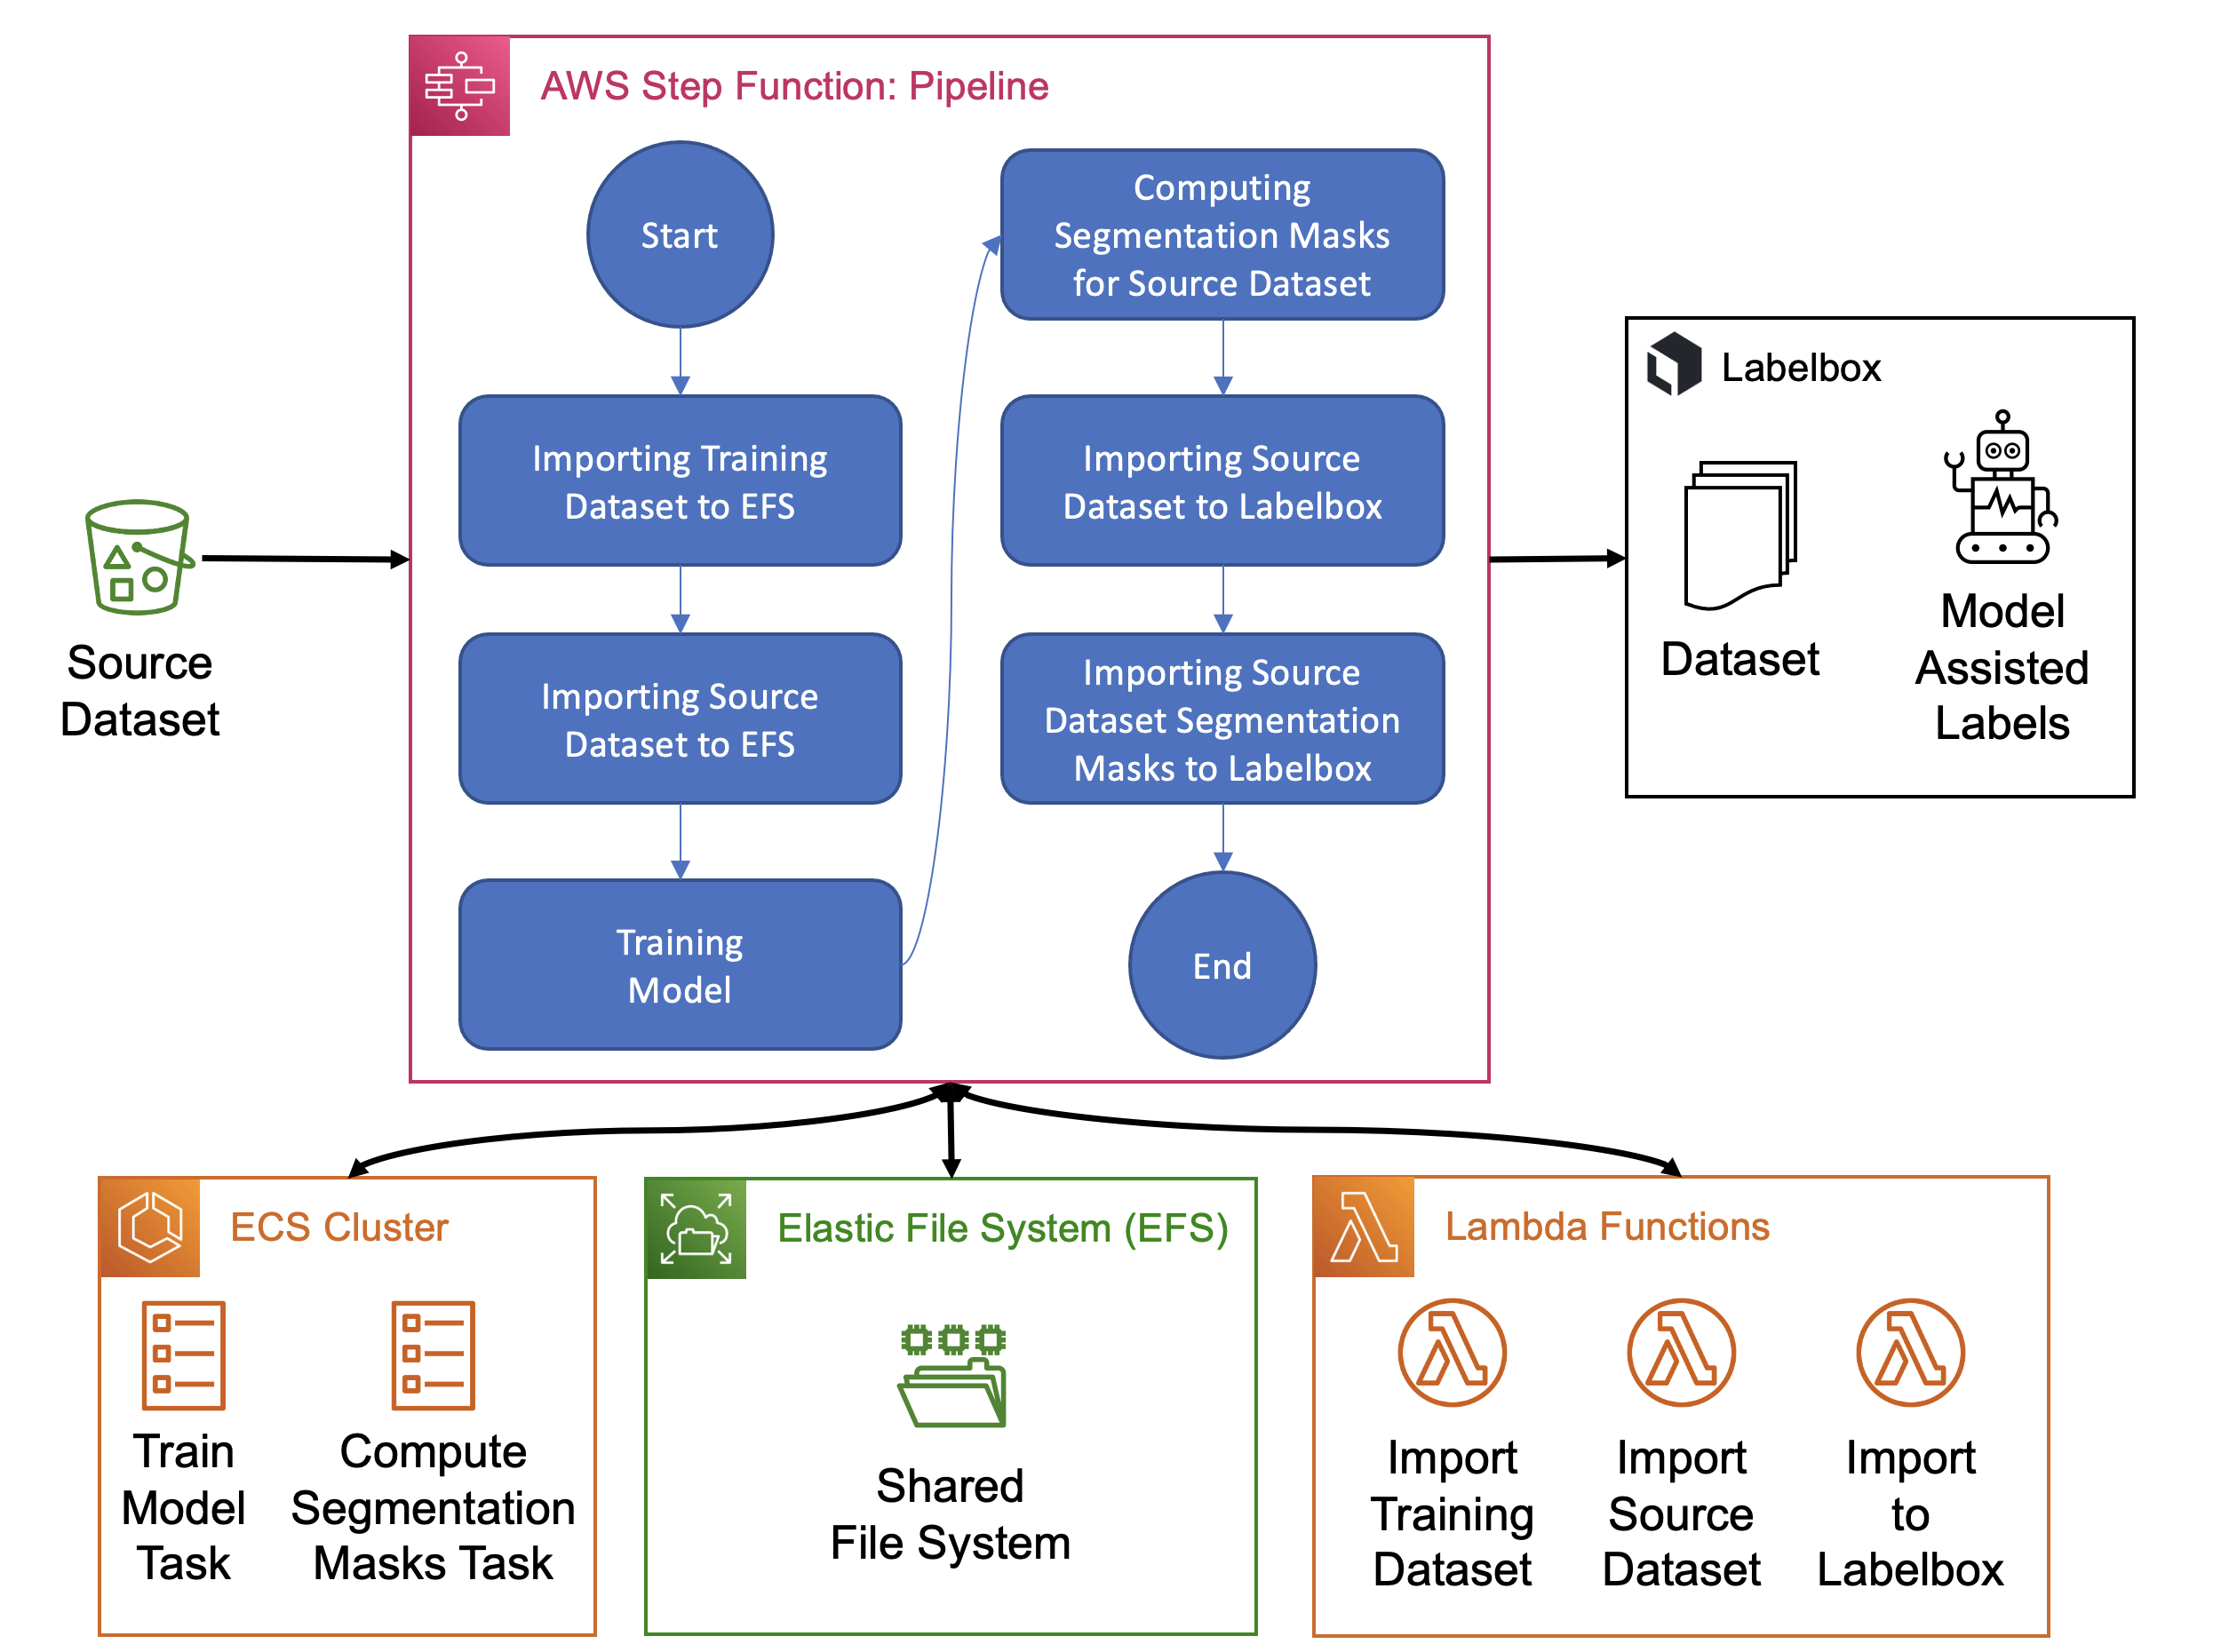 AWS Step Function: Pipeline
Start
Importing Training
Dataset to EFS
Importing Source
Dataset to EFS
Training
Model
Computing
Segmentation Masks
for Source Dataset
Importing Source
Dataset to Labelbox
Importing Source
Dataset Segmentation
Masks to Labelbox
End
Source
Dataset
Labelbox
Dataset
Model
Assisted
Labels
ECS Cluster
Train
Model
Task
Compute
Segmentation
Masks Task
Elastic File System (EFS)
Shared
File System
Lambda Functions
Import
Training
Dataset
Import
Source
Dataset
Import
to
Labelbox